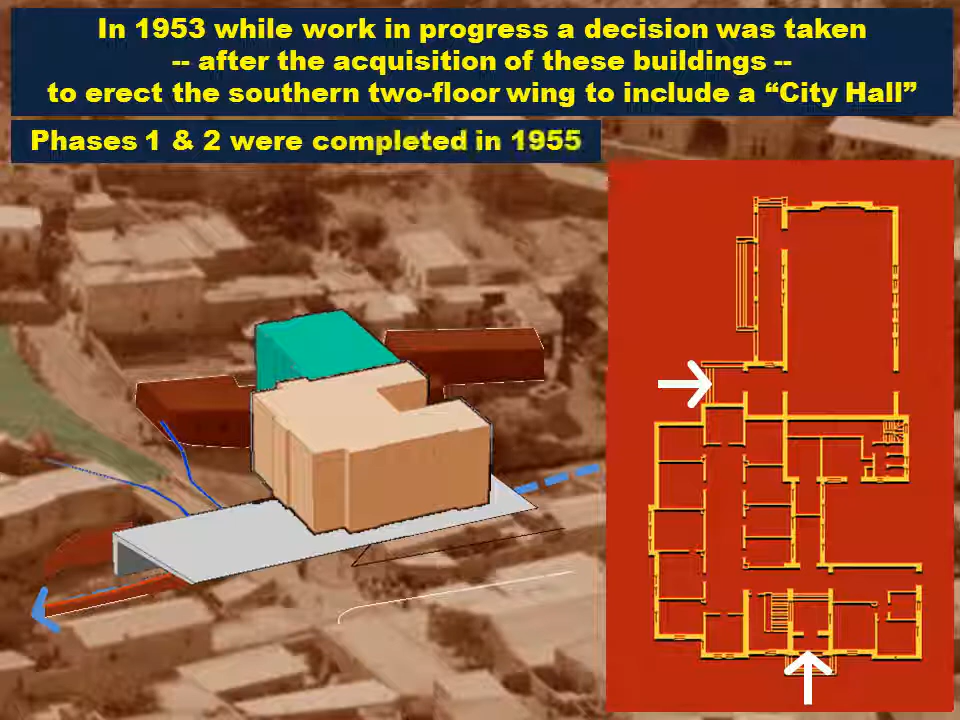 In 1953 while work in progress a decision was taken
-- after the acquisition of these buildings --
to erect the southern two-floor wing to include a “City Hall”
Phases 1 & 2 were completed in 1955